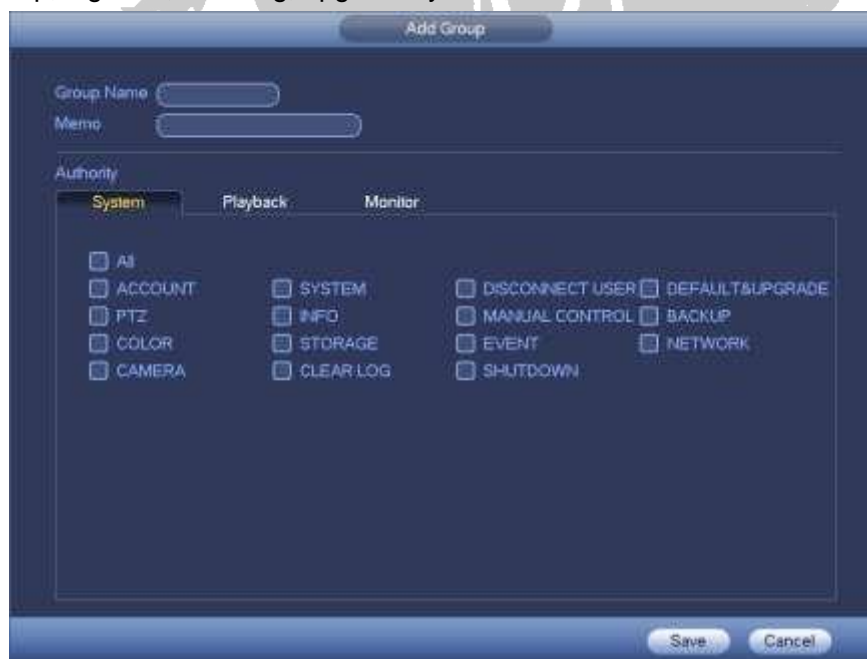 Add Group
Group Name
Memo
Authority
System Playback Monitor
All
ACCOUNT SYSTEM DISCONNECT USER DEFAULT&UPGRADE
PTZ INFO MANUAL CONTROL BACKUP
COLOR STORAGE EVENT NETWORK
CAMERA CLEAR LOG SHUTDOWN
Save Cancel